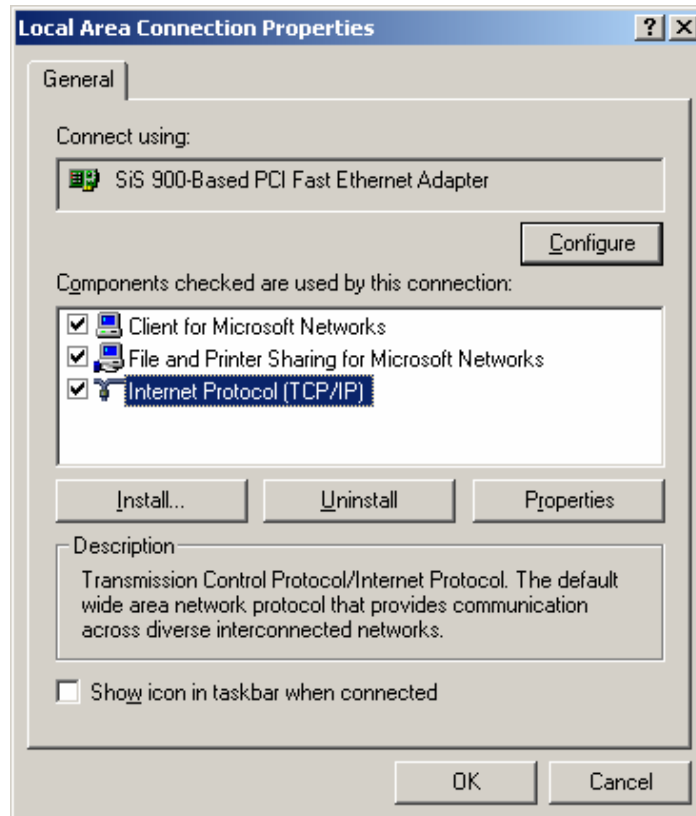 Local Area Connection Properties
General
Connect using:
SiS 900-Based PCI Fast Ethernet Adapter
Configure
Components checked are used by this connection:
Client for Microsoft Networks
File and Printer Sharing for Microsoft Networks
Internet Protocol (TCP/IP)
Install... Uninstall Properties
Description
Transmission Control Protocol/Internet Protocol. The default
wide area network protocol that provides communication
across diverse interconnected networks.
Show icon in taskbar when connected
OK Cancel